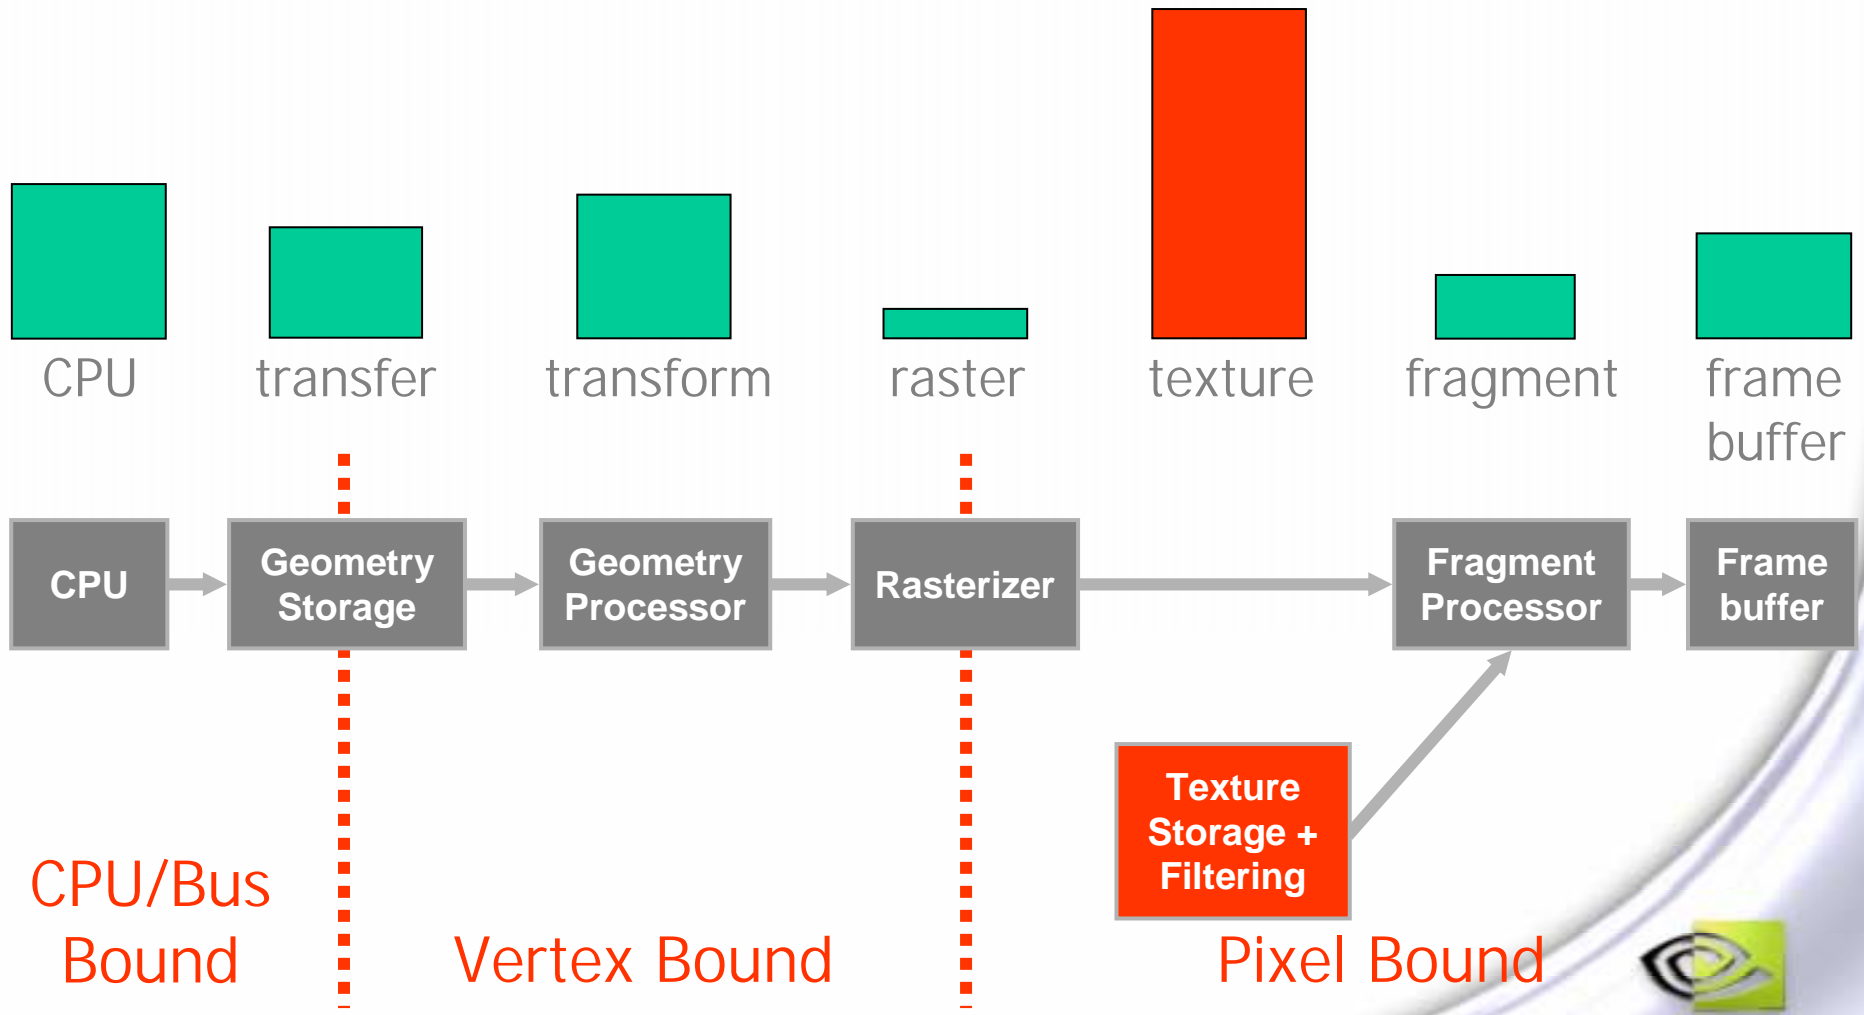 CPU
transfer
transform
raster
texture
fragment
frame
buffer
CPU
Geometry
Storage
Geometry
Processor
Rasterizer
Fragment
Processor
Frame
buffer
Texture
Storage +
Filtering
CPU/Bus
Bound
Vertex Bound
Pixel Bound